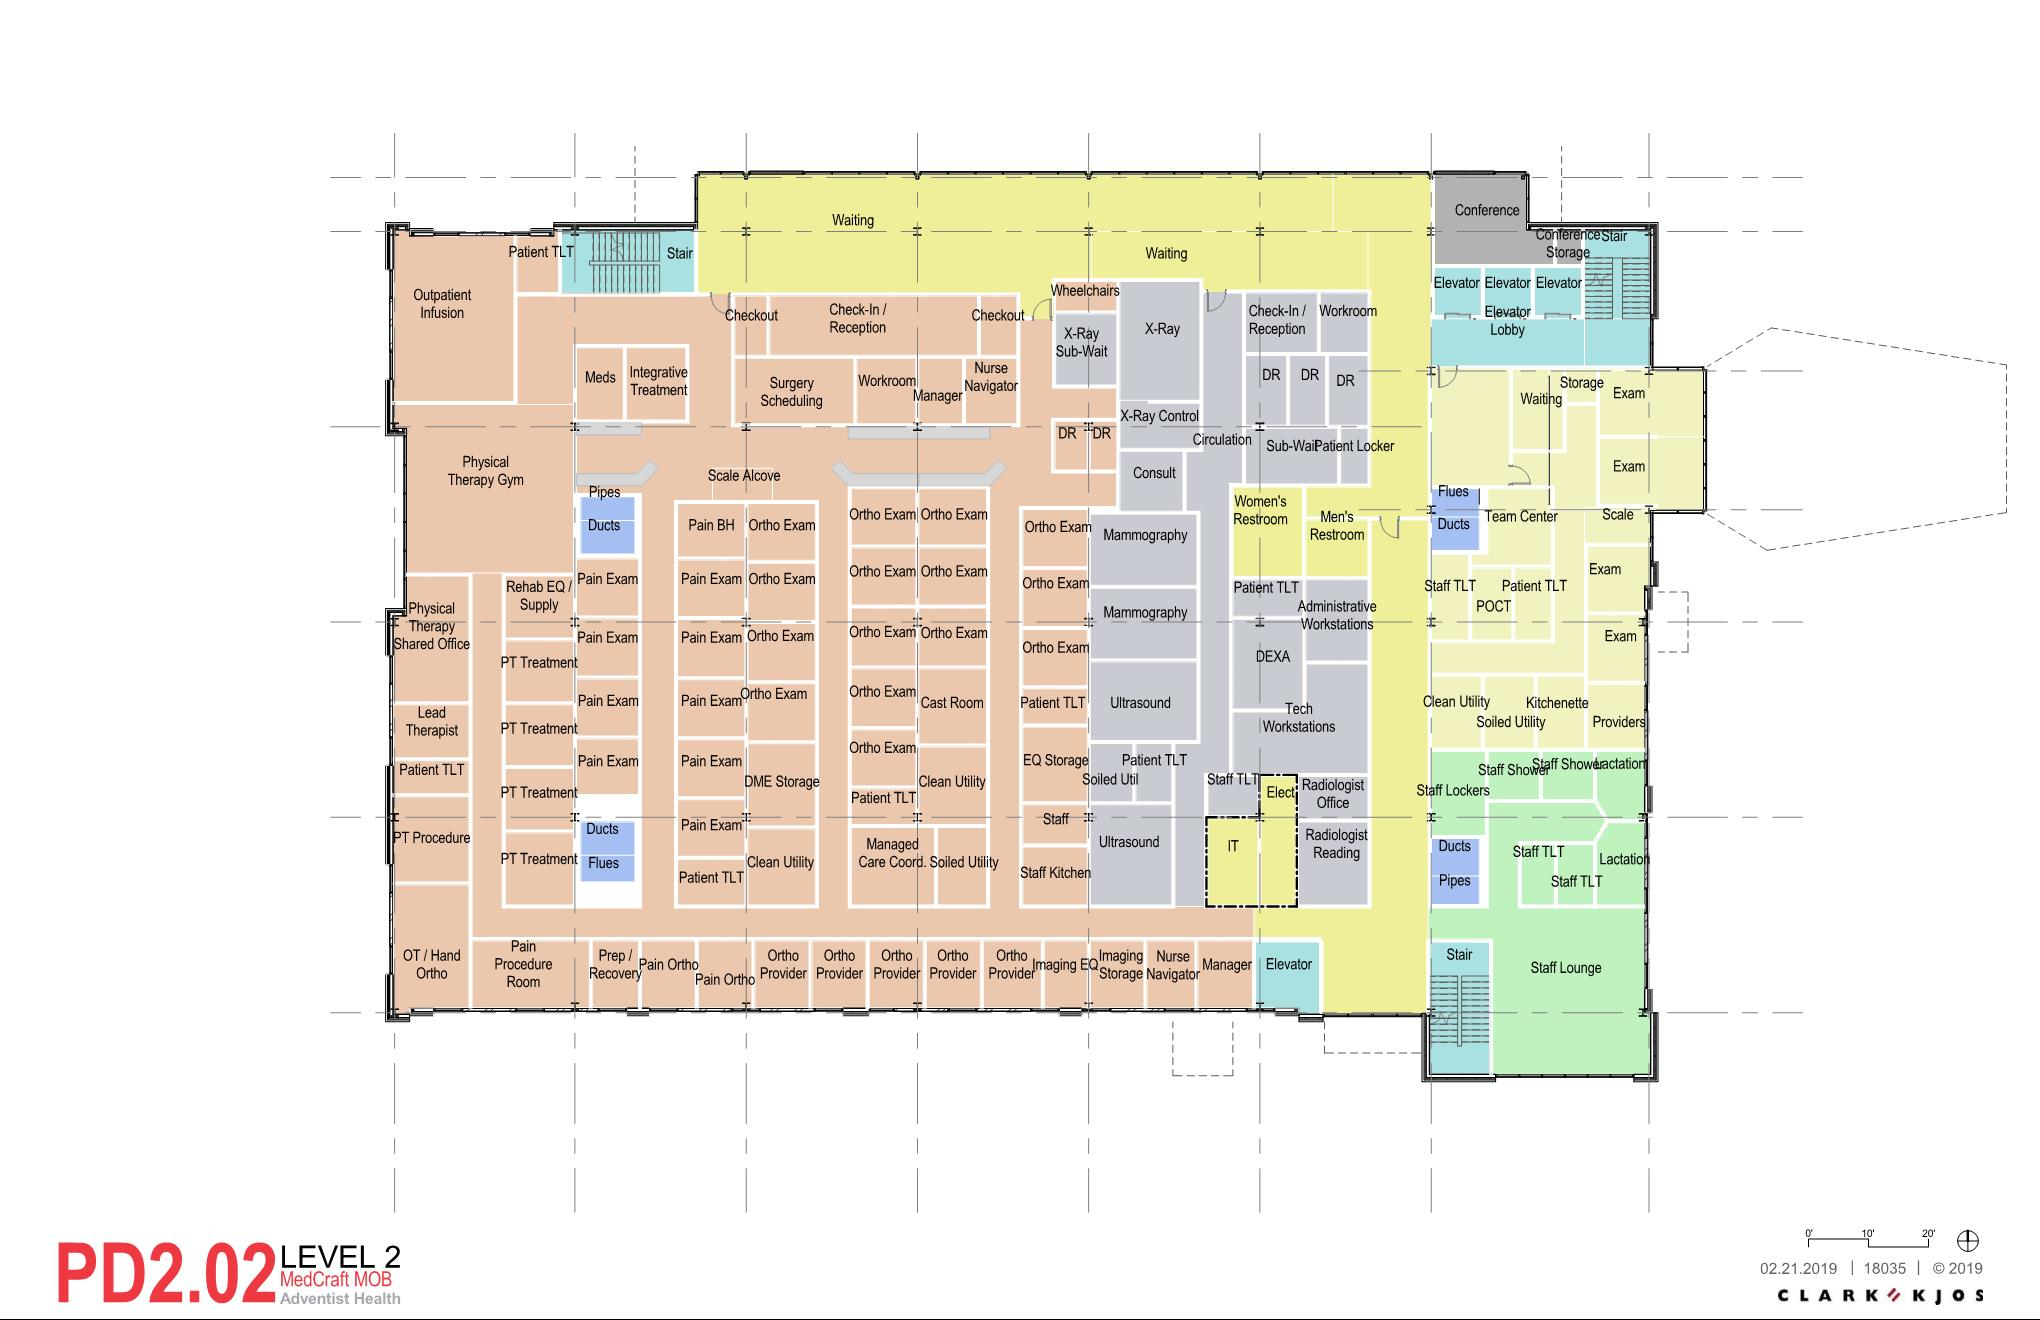 Waiting
Conference
Patient TLT
Stair
Waiting
Conference
Storage
Stair
Outpatient
Infusion
Wheelchairs
Elevator
Elevator
Elevator
Checkout
Check-In /
Reception
Checkout
X-Ray
Sub-Wait
X-Ray
Check-In /
Reception
Workroom
Elevator
Lobby
Meds
Integrative
Treatment
Surgery
Scheduling
Workroom
Manager
Nurse
Navigator
DR
DR
DR
Waiting
Storage
Exam
X-Ray Control
DR
DR
Circulation
Sub-Wait
Patient Locker
Physical
Therapy Gym
Scale Alcove
Consult
Exam
Pipes
Ducts
Pain BH
Ortho Exam
Ortho Exam
Ortho Exam
Ortho Exam
Mammography
Women's
Restroom
Men's
Restroom
Flues
Ducts
Team Center
Scale
Pain Exam
Pain Exam
Ortho Exam
Ortho Exam
Ortho Exam
Ortho Exam
Exam
Rehab EQ /
Supply
Patient TLT
Administrative
Workstations
Staff TLT
POCT
Patient TLT
Physical
Therapy
Shared Office
Mammography
Pain Exam
Pain Exam
Ortho Exam
Ortho Exam
Ortho Exam
Ortho Exam
Exam
PT Treatment
DEXA
Pain Exam
Pain Exam
Ortho Exam
Ortho Exam
Cast Room
Patient TLT
Ultrasound
Tech
Workstations
Clean Utility
Soiled Utility
Kitchenette
Providers
Lead
Therapist
PT Treatment
Pain Exam
Pain Exam
DME Storage
Ortho Exam
Clean Utility
EQ Storage
Soiled Util
Patient TLT
Staff TLT
Elect
Radiologist
Office
Staff Lockers
Staff Shower
Staff Shower
Lactation
Patient TLT
PT Treatment
Patient TLT
PT Procedure
Ducts
Flues
Pain Exam
Staff
Ultrasound
IT
Radiologist
Reading
Ducts
Pipes
Staff TLT
Staff TLT
Lactation
PT Treatment
Patient TLT
Clean Utility
Managed
Care Coord.
Soiled Utility
Staff Kitchen
OT / Hand
Ortho
Pain
Procedure
Room
Prep /
Recovery
Pain Ortho
Pain Ortho
Ortho
Provider
Ortho
Provider
Ortho
Provider
Ortho
Provider
Ortho
Provider
Imaging EQ
Imaging
Storage
Nurse
Navigator
Manager
Elevator
Stair
Staff Lounge
PD2.02
LEVEL 2
MedCraft MOB
Adventist Health
0' 10' 20'
02.21.2019 | 18035 | © 2019
CLARK KJOS